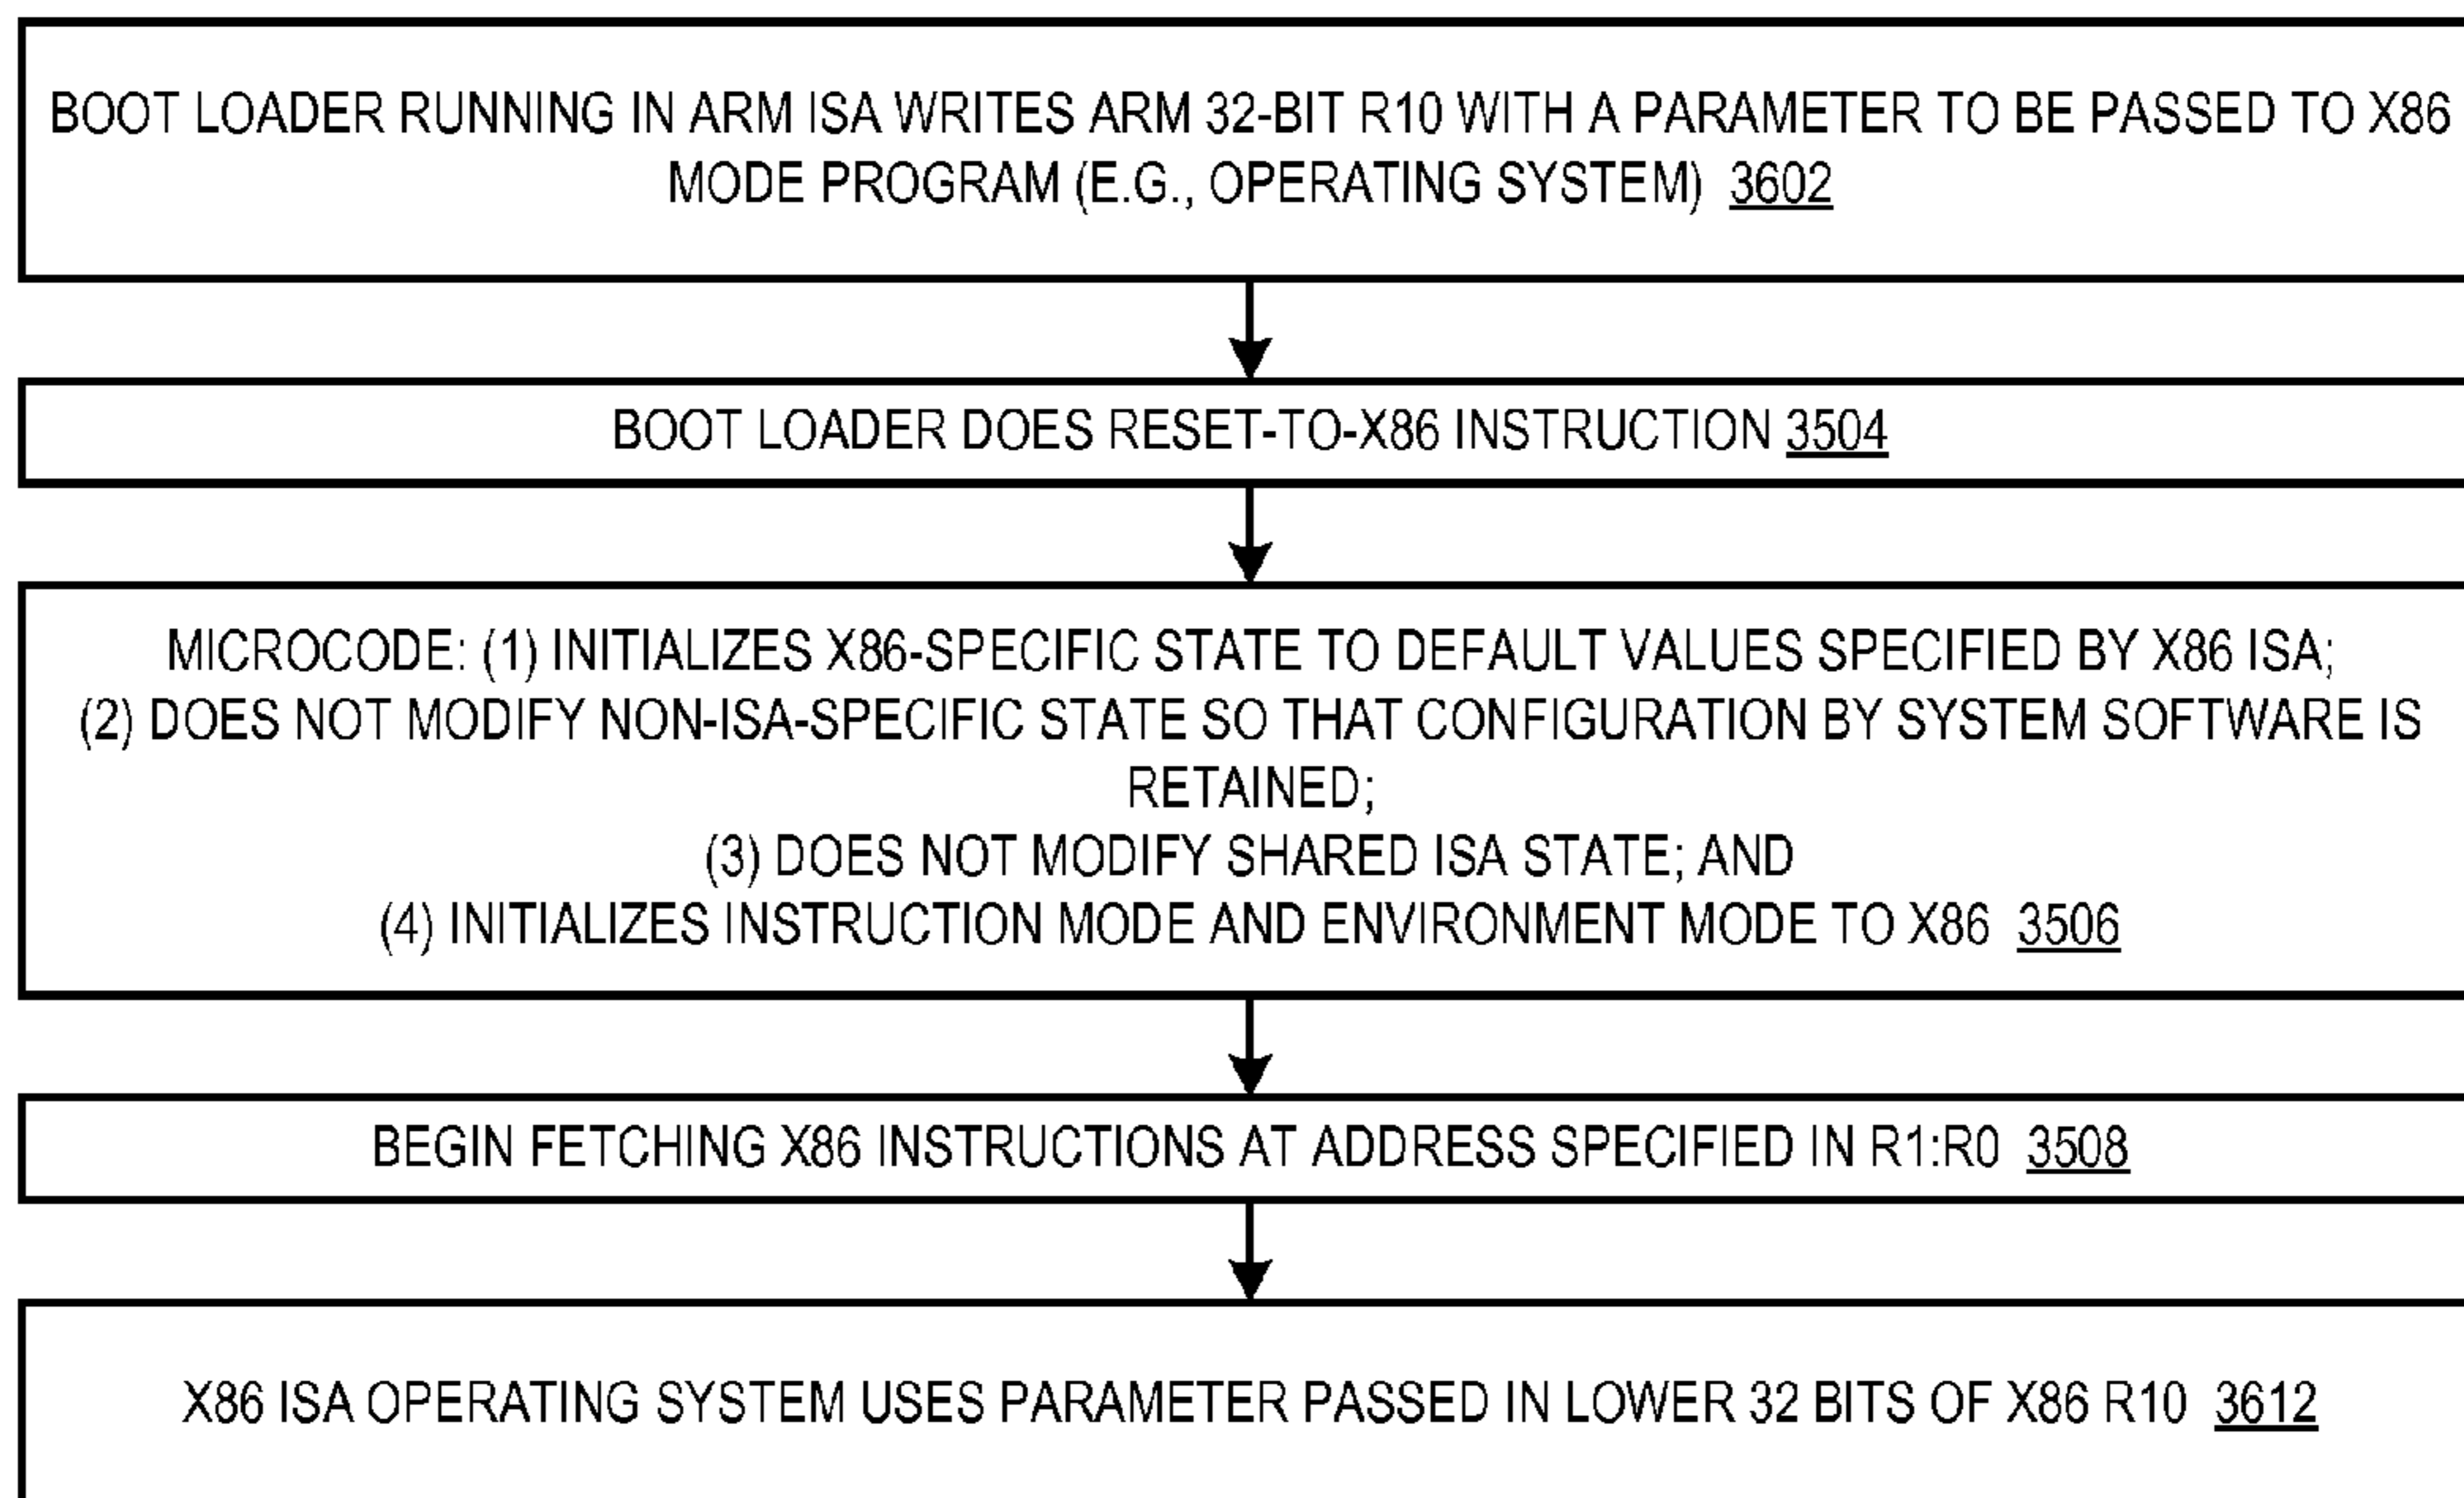 BOOT LOADER RUNNING IN ARM ISA WRITES ARM 32-BIT R10 WITH A PARAMETER TO BE PASSED TO X86
MODE PROGRAM (E.G., OPERATING SYSTEM) 3602
BOOT LOADER DOES RESET-TO-X86 INSTRUCTION 3504
MICROCODE: (1) INITIALIZES X86-SPECIFIC STATE TO DEFAULT VALUES SPECIFIED BY X86 ISA;
(2) DOES NOT MODIFY NON-ISA-SPECIFIC STATE SO THAT CONFIGURATION BY SYSTEM SOFTWARE IS
RETAINED;
(3) DOES NOT MODIFY SHARED ISA STATE; AND
(4) INITIALIZES INSTRUCTION MODE AND ENVIRONMENT MODE TO X86 3506
BEGIN FETCHING X86 INSTRUCTIONS AT ADDRESS SPECIFIED IN R1:R0 3508
X86 ISA OPERATING SYSTEM USES PARAMETER PASSED IN LOWER 32 BITS OF X86 R10 3612